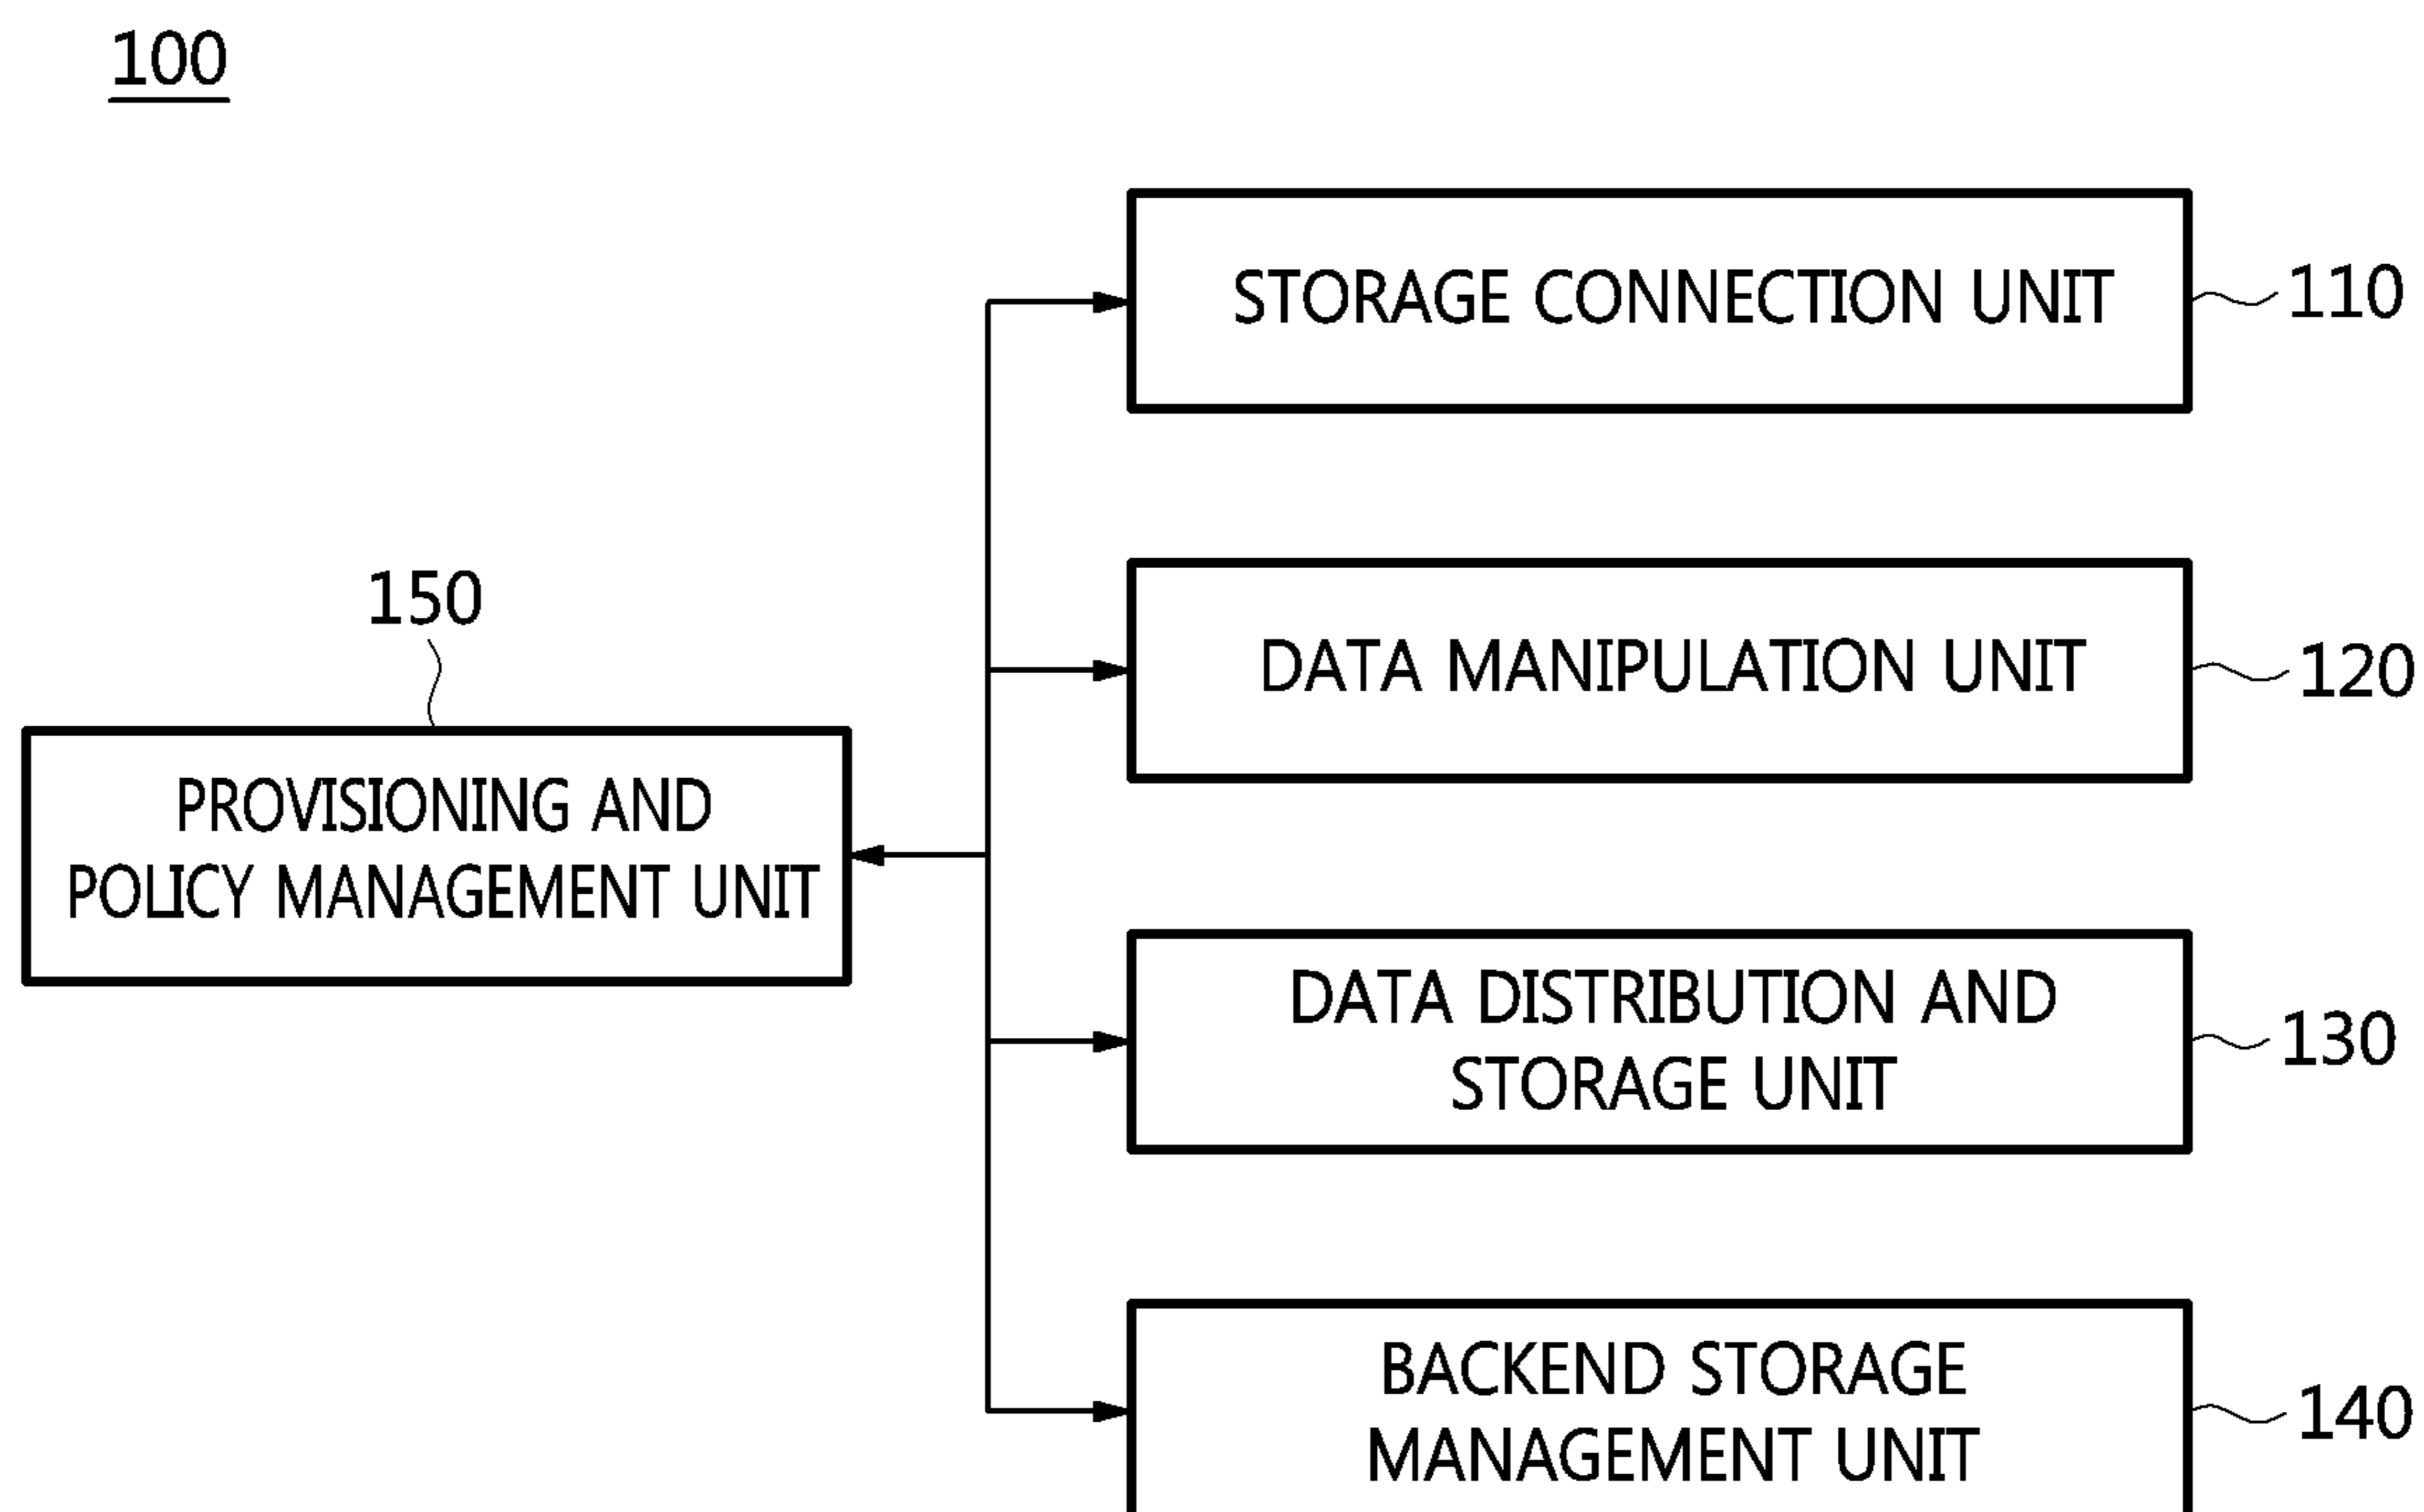 100
STORAGE CONNECTION UNIT
110
150
DATA MANIPULATION UNIT
120
PROVISIONING AND
POLICY MANAGEMENT UNIT
DATA DISTRIBUTION AND
STORAGE UNIT
130
BACKEND STORAGE
MANAGEMENT UNIT
140